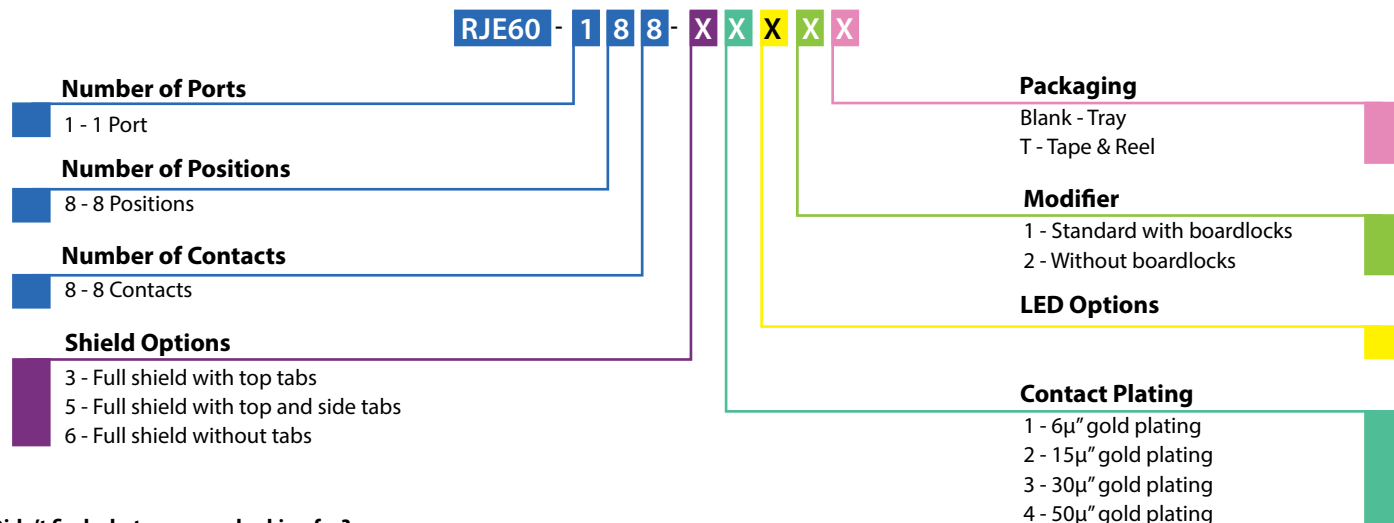 RJE60 - 1 8 8 - X X X X X
Number of Ports
1 - 1 Port
Number of Positions
8 - 8 Positions
Number of Contacts
8 - 8 Contacts
Shield Options
3 - Full shield with top tabs
5 - Full shield with top and side tabs
6 - Full shield without tabs
Packaging
Blank - Tray
T - Tape & Reel
Modifier
1 - Standard with boardlocks
2 - Without boardlocks
LED Options
Contact Plating
1 - 6µ” gold plating
2 - 15µ” gold plating
3 - 30µ” gold plating
4 - 50µ” gold plating